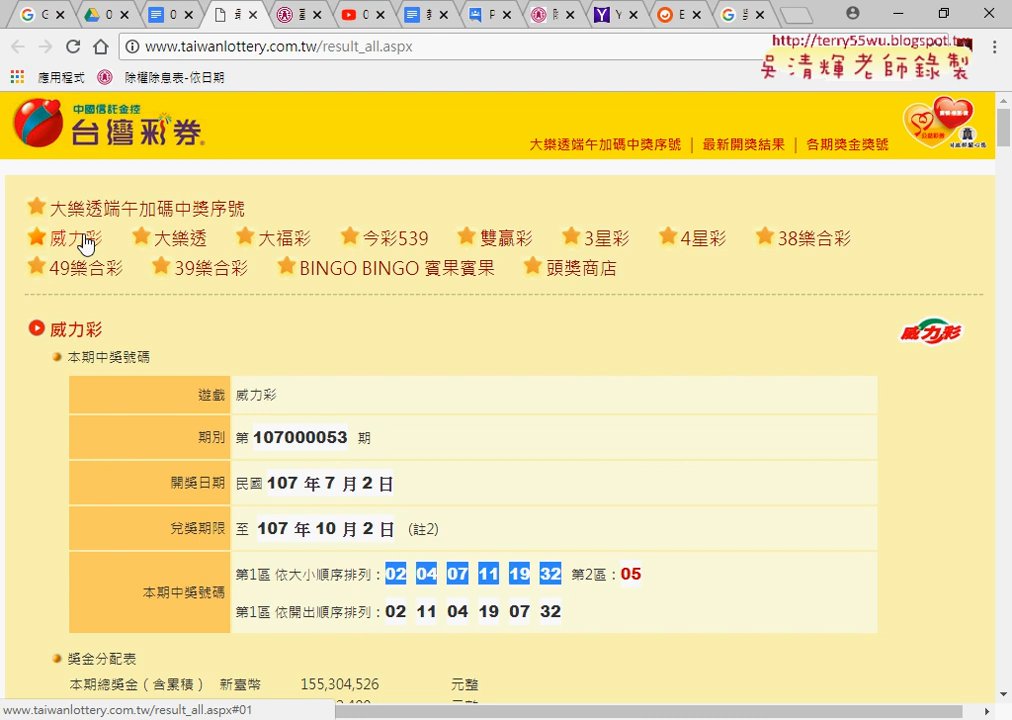 www.taiwanlottery.com.tw/result_all.aspx
http://terry55wu.blogspot.tw
吳清輝老師錄製
應用程式 除權除息表-依日期
中國信託金控
台灣彩券
大樂透端午加碼中獎序號 | 最新開獎結果 | 各期獎金獎號
大樂透端午加碼中獎序號
威力彩 大樂透 大福彩 今彩539 雙贏彩 3星彩 4星彩 38樂合彩
49樂合彩 39樂合彩 BINGO BINGO 賓果賓果 頭獎商店
威力彩
威力彩
本期中獎號碼
遊戲 威力彩
期別 第 107000053 期
開獎日期 民國 107 年 7 月 2 日
兌獎期限 至 107 年 10 月 2 日 (註2)
本期中獎號碼
第1區 依大小順序排列 : 02 04 07 11 19 32 第2區 : 05
第1區 依開出順序排列 : 02 11 04 19 07 32
獎金分配表
本期總獎金 ( 含累積 ) 新臺幣 155,304,526 元整
www.taiwanlottery.com.tw/result_all.aspx#01